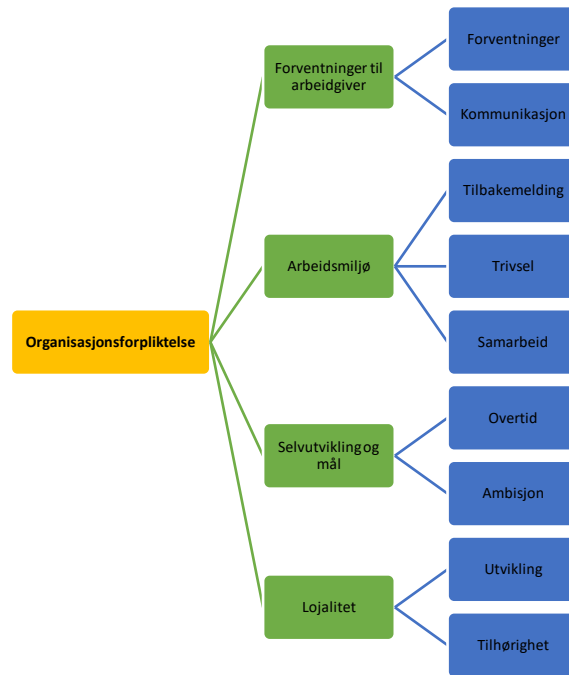 Organisasjonsforpliktelse
Forventninger til
arbeidgiver
Forventninger
Kommunikasjon
Arbeidsmiljø
Tilbakemelding
Trivsel
Samarbeid
Selvutvikling og
mål
Overtid
Ambisjon
Lojalitet
Utvikling
Tilhørighet